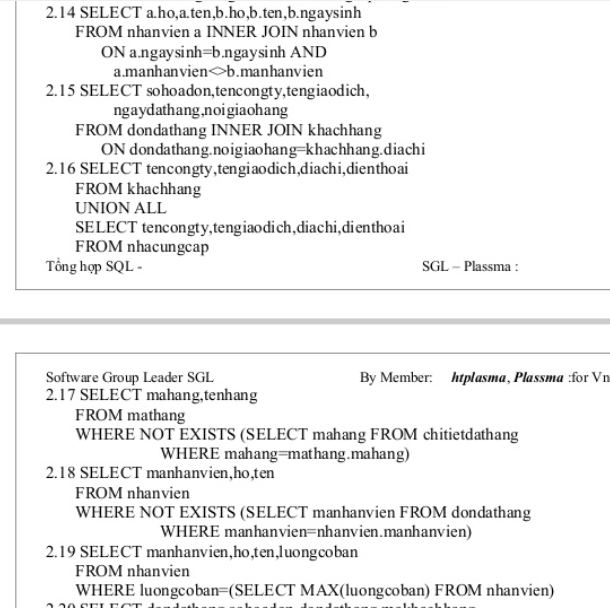 2.14 SELECT a.ho,a.ten,b.ho,b.ten,b.ngaysinh
FROM nhanvien a INNER JOIN nhanvien b
ON a.ngaysinh=b.ngaysinh AND
a.manhanvien<>b.manhanvien
2.15 SELECT sohoadon,tencongty,tengiaodich,
ngaydathang,noigiaohang
FROM dondathang INNER JOIN khachhang
ON dondathang.noigiaohang=khachhang.diachi
2.16 SELECT tencongty,tengiaodich,diachi,dienthoai
FROM khachhang
UNION ALL
SELECT tencongty,tengiaodich,diachi,dienthoai
FROM nhacungcap
Tổng hợp SQL - SGL – Plassma :
Software Group Leader SGL By Member: htplasma, Plassma :for Vn
2.17 SELECT mahang,tenhang
FROM mathang
WHERE NOT EXISTS (SELECT mahang FROM chitietdathang
WHERE mahang=mathang.mahang)
2.18 SELECT manhanvien,ho,ten
FROM nhanvien
WHERE NOT EXISTS (SELECT manhanvien FROM dondathang
WHERE manhanvien=nhanvien.manhanvien)
2.19 SELECT manhanvien,ho,ten,luongcoban
FROM nhanvien
WHERE luongcoban=(SELECT MAX(luongcoban) FROM nhanvien)